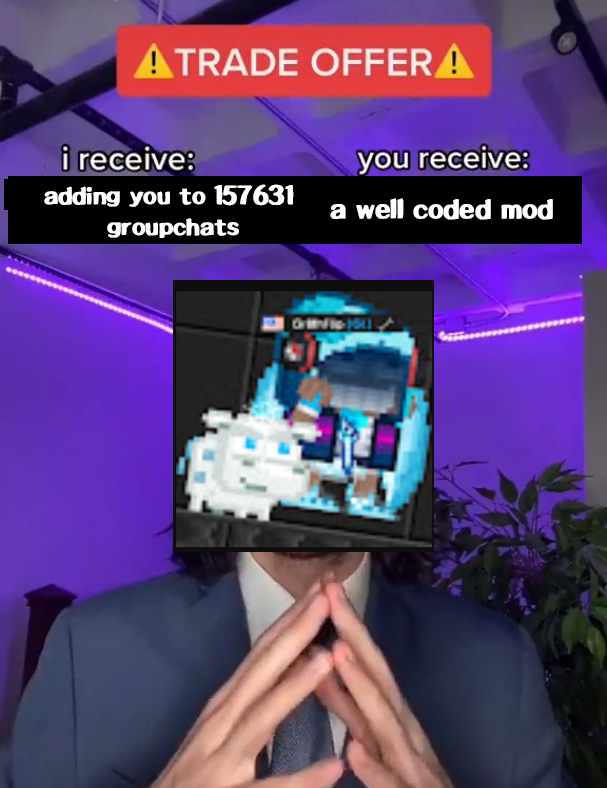 ⚠️TRADE OFFER⚠️
i receive:
you receive:
adding you to 157631
groupchats
a well coded mod